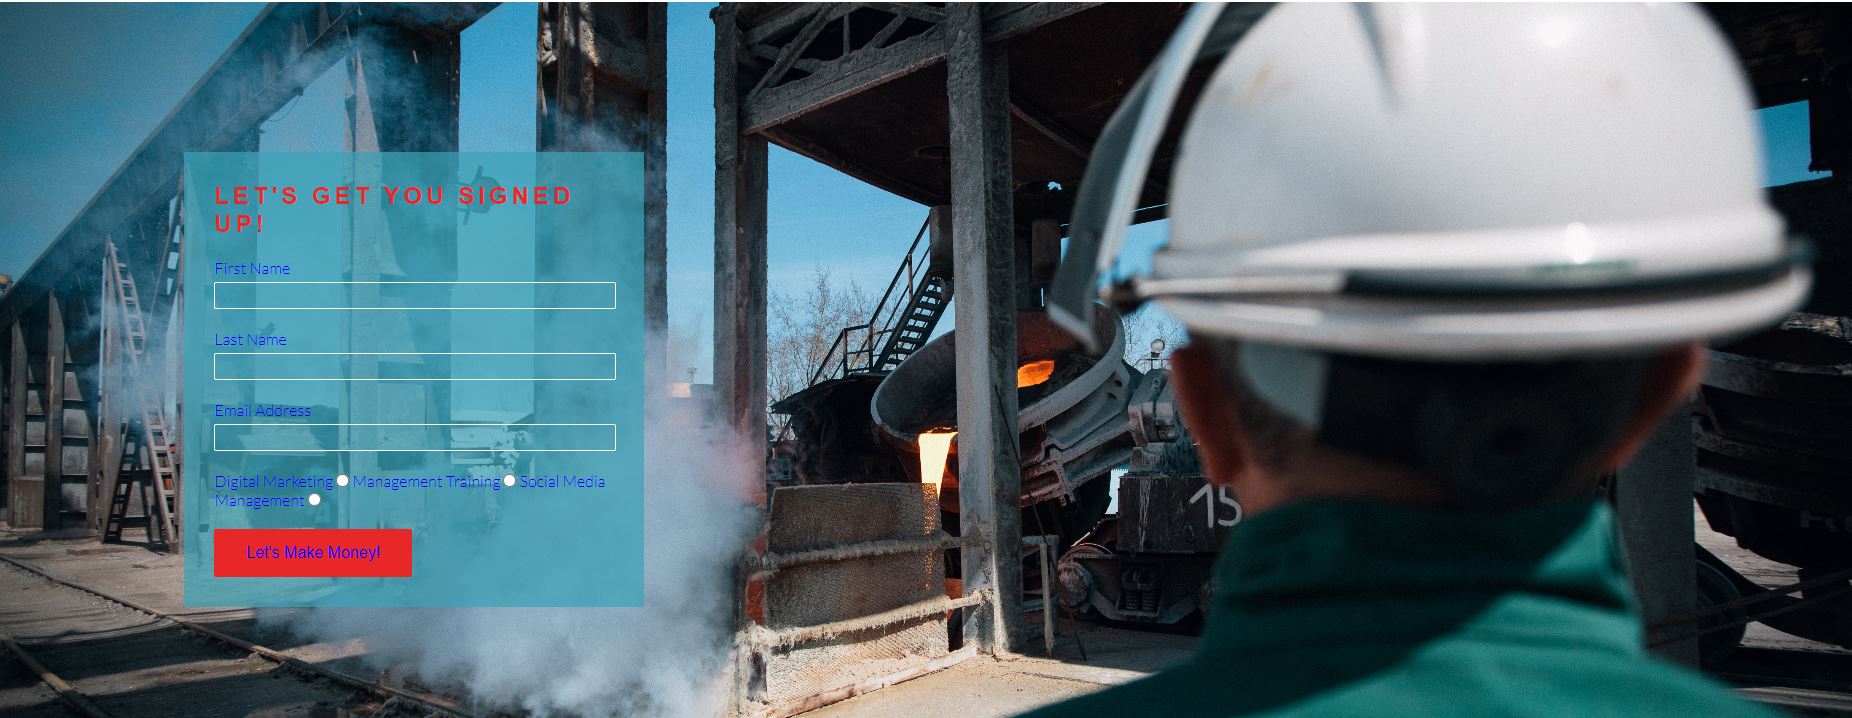 LET'S GET YOU SIGNED
UP!
First Name
Last Name
Email Address
Digital Marketing Management Training Social Media
Management
Let's Make Money!
15